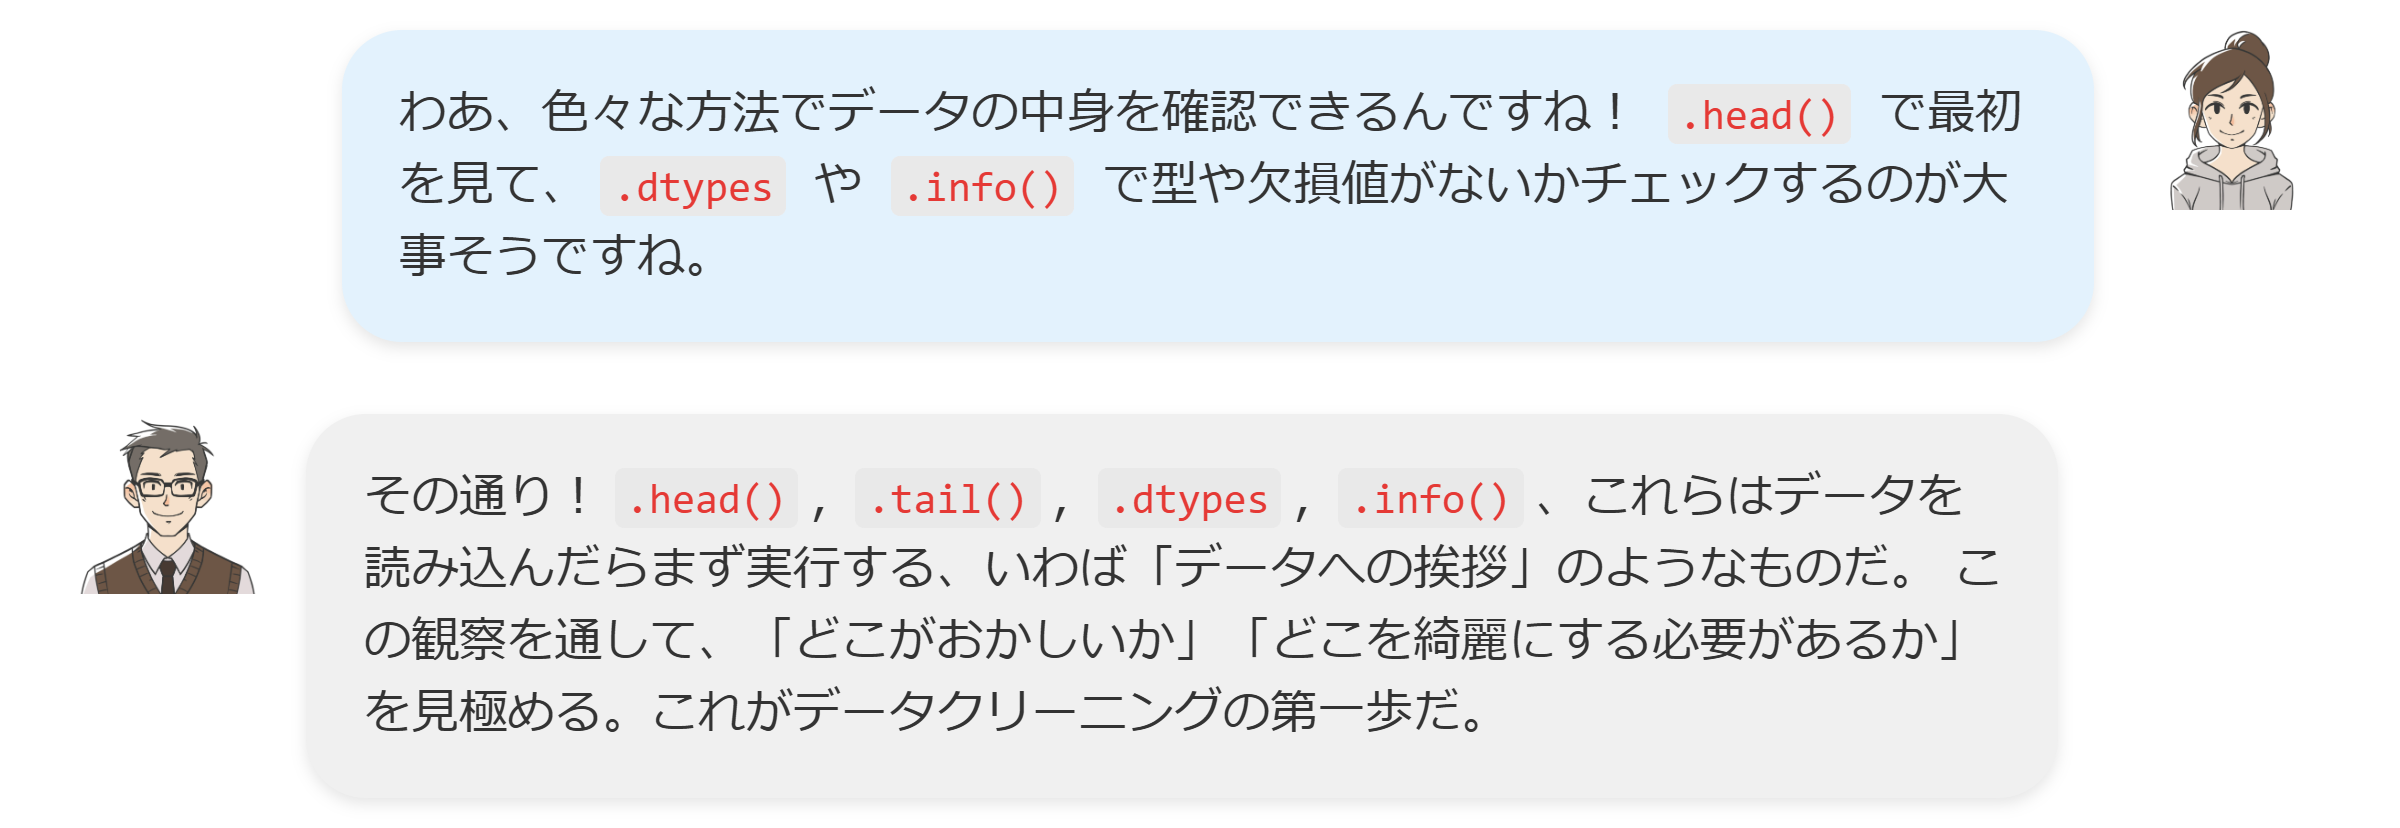 わあ、色々な方法でデータの中身を確認できるんですね！ .head() で最初
を見て、 .dtypes や .info() で型や欠損値がないかチェックするのが大
事そうですね。
その通り！ .head() , .tail() , .dtypes , .info() 、これらはデータを
読み込んだらまず実行する、いわば「データへの挨拶」のようなものだ。 こ
の観察を通して、「どこがおかしいか」「どこを綺麗にする必要があるか」
を見極める。これがデータクリーニングの第一歩だ。